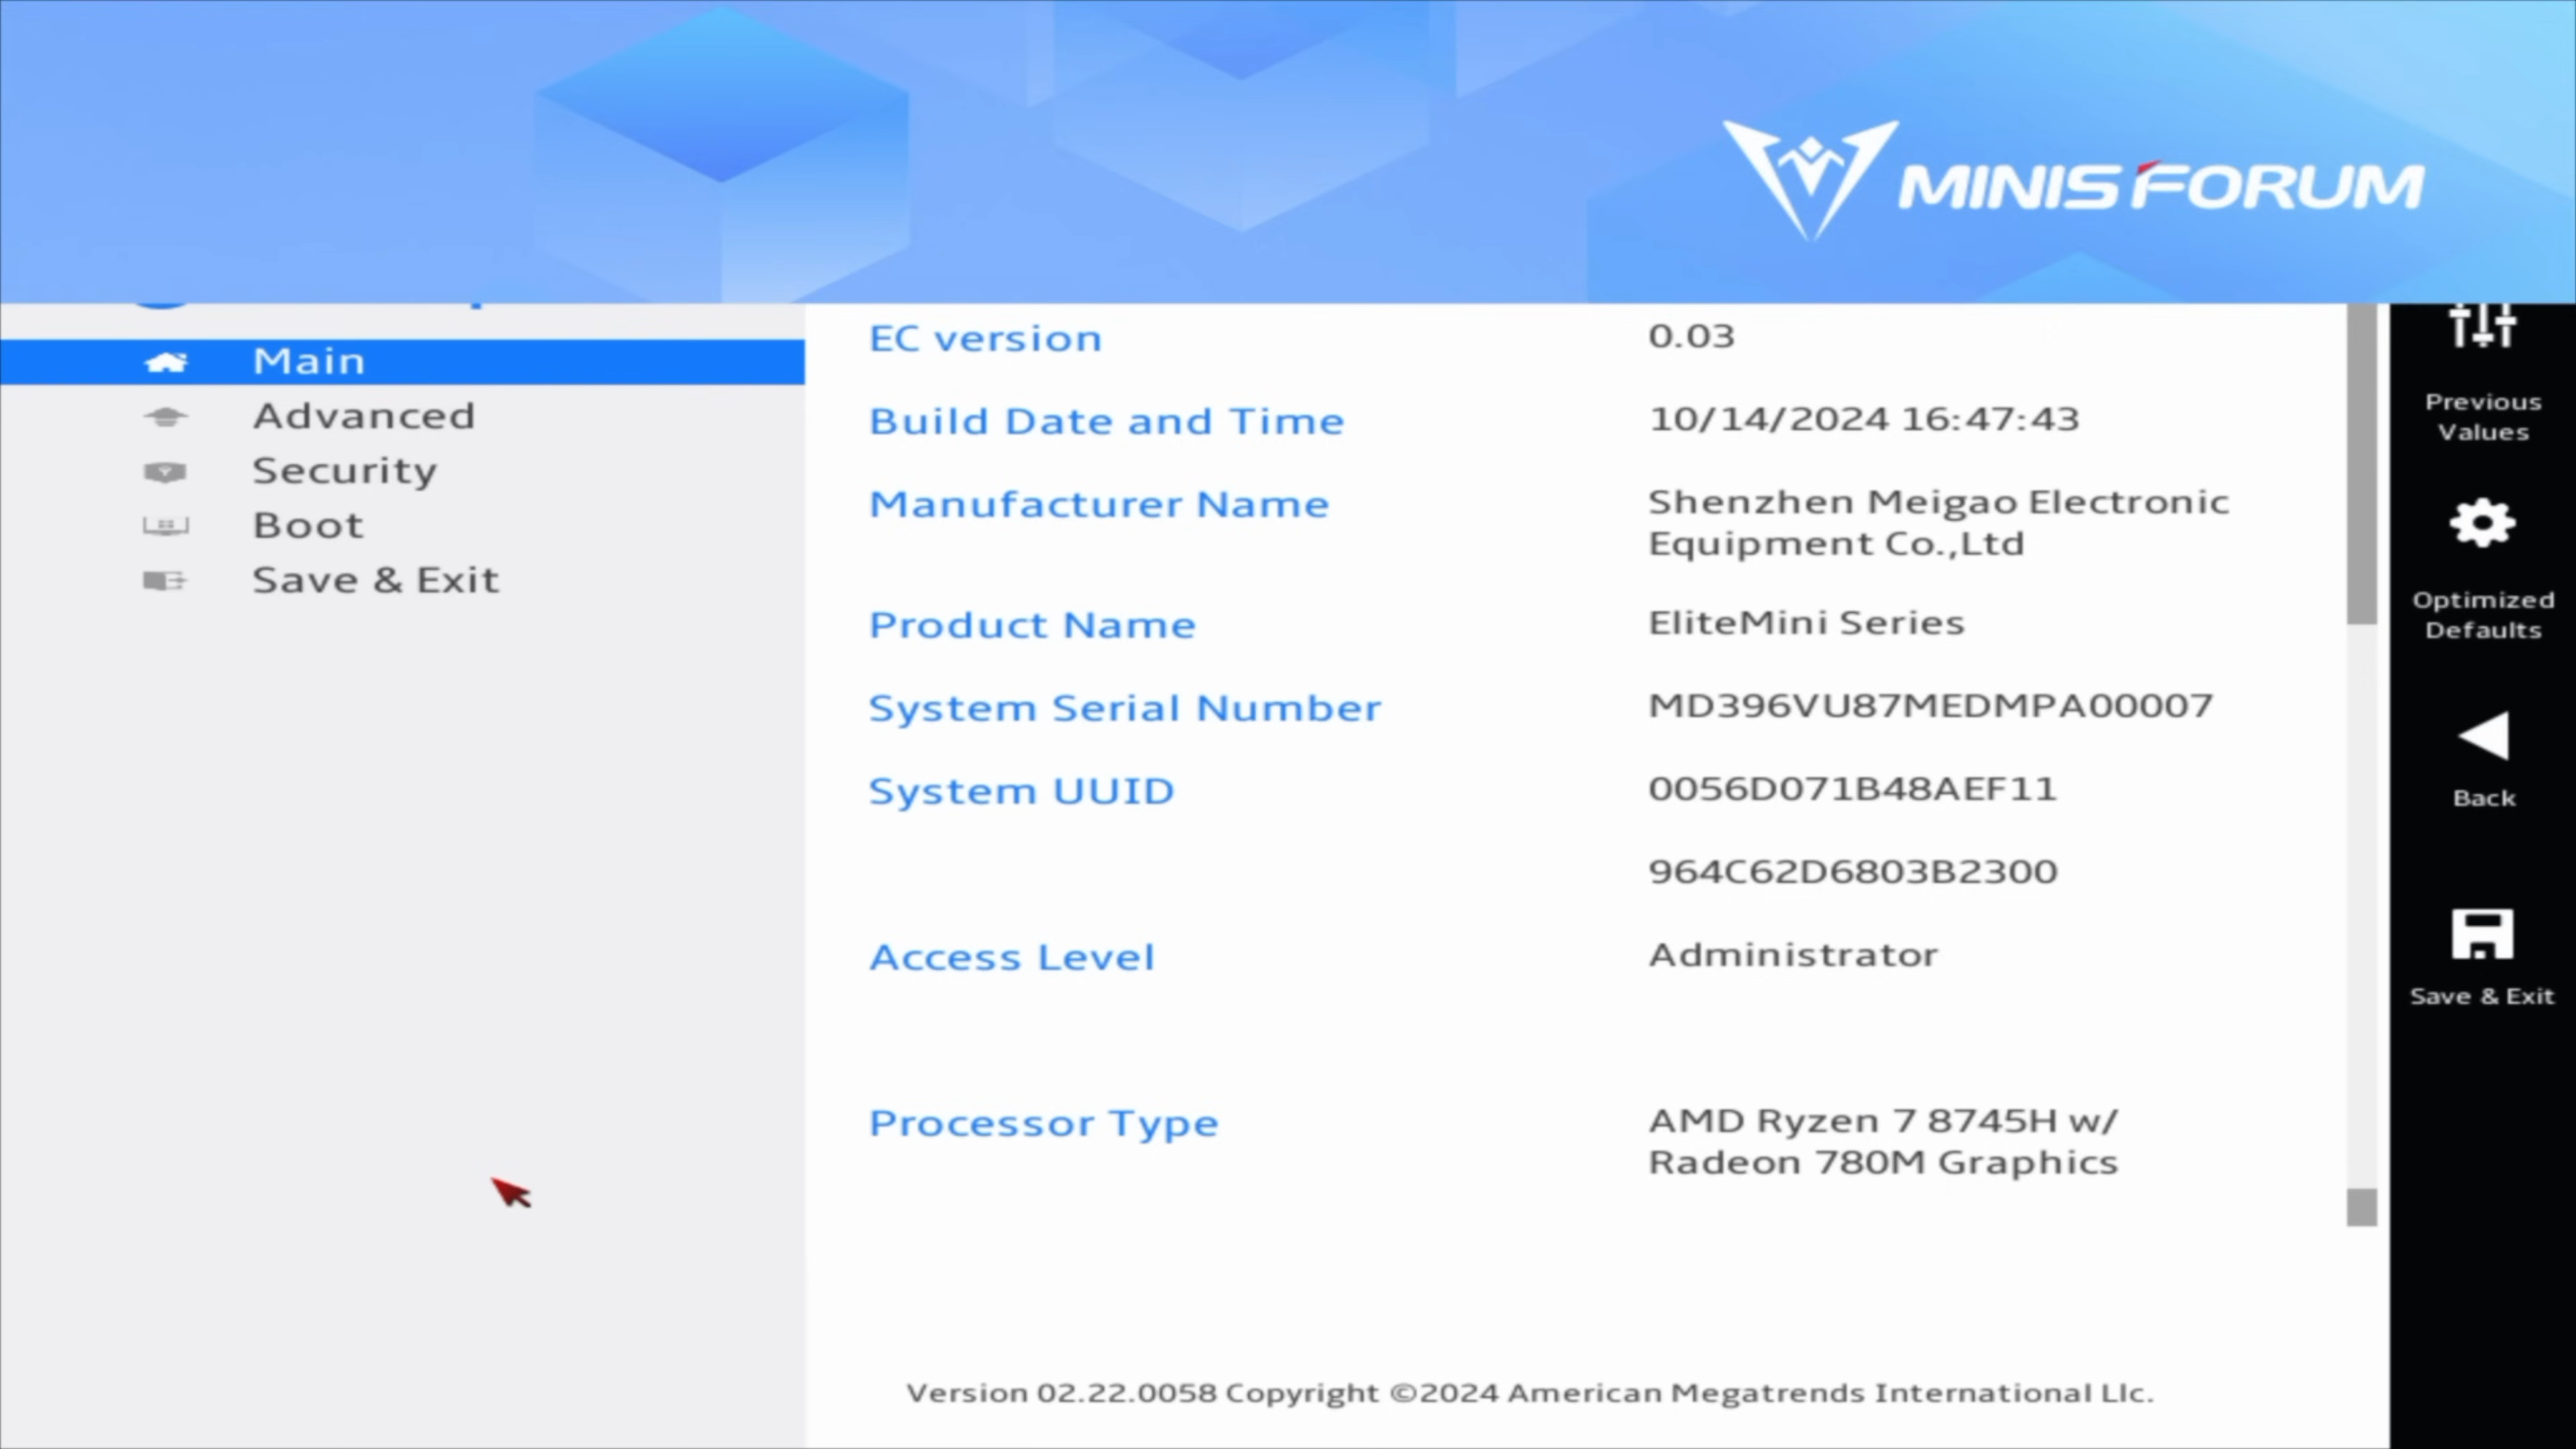 MINISFORUM
Main
Advanced
Security
Boot
Save & Exit
EC version 0.03
Build Date and Time 10/14/2024 16:47:43
Manufacturer Name Shenzhen Meigao Electronic
Equipment Co.,Ltd
Product Name EliteMini Series
System Serial Number MD396VU87MEDMPA00007
System UUID 0056D071B48AEF11
964C62D6803B2300
Access Level Administrator
Processor Type AMD Ryzen 7 8745H w/
Radeon 780M Graphics
Version 02.22.0058 Copyright ©2024 American Megatrends International Llc.
Previous
Values
Optimized
Defaults
Back
Save & Exit